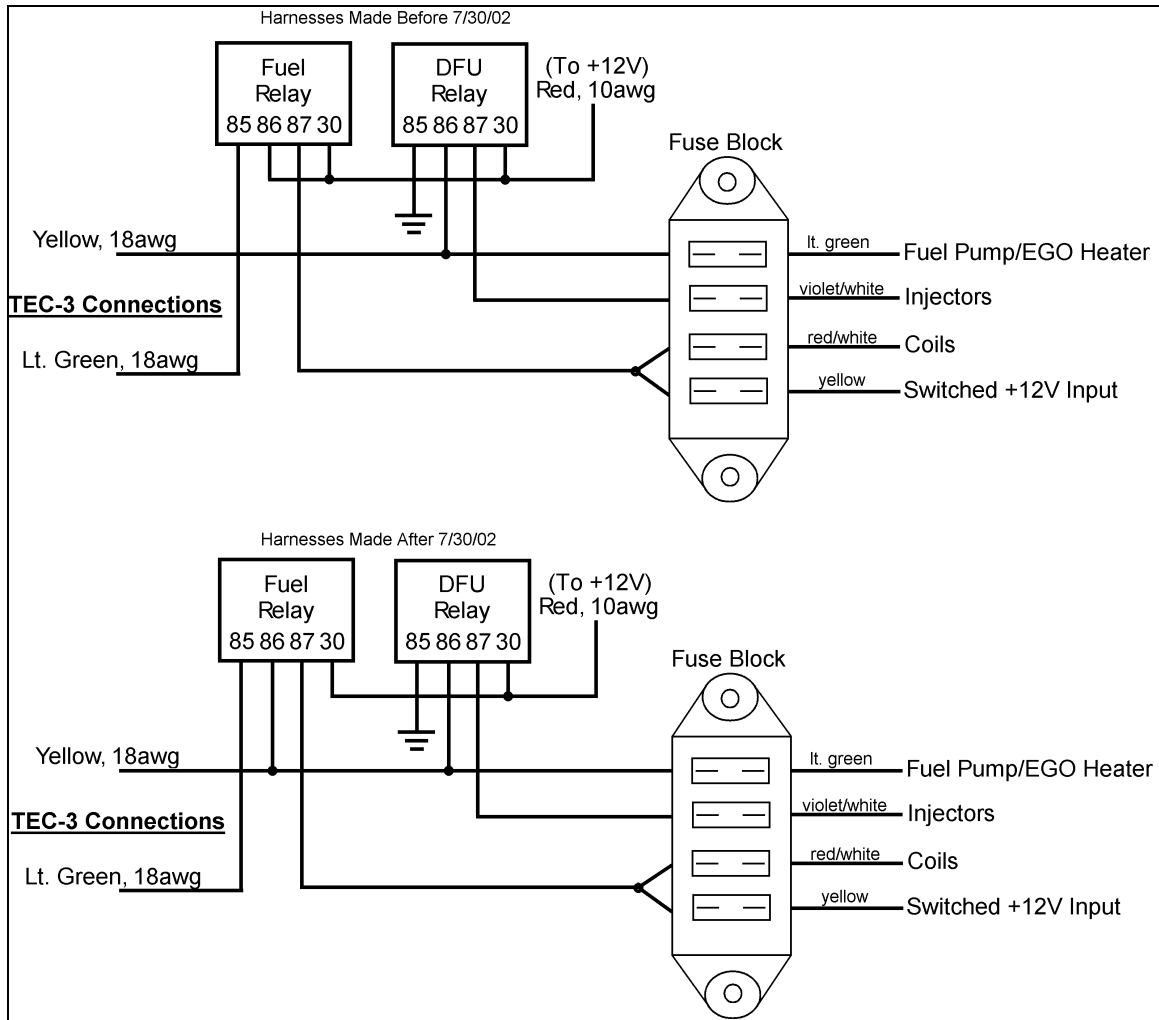 Harnesses Made Before 7/30/02
Fuel
Relay
85 86 87 30
DFU
Relay
85 86 87 30
(To +12V)
Red, 10awg
Fuse Block
Yellow, 18awg
TEC-3 Connections
Lt. Green, 18awg
lt. green
Fuel Pump/EGO Heater
violet/white
Injectors
red/white
Coils
yellow
Switched +12V Input
Harnesses Made After 7/30/02
Fuel
Relay
85 86 87 30
DFU
Relay
85 86 87 30
(To +12V)
Red, 10awg
Fuse Block
Yellow, 18awg
TEC-3 Connections
Lt. Green, 18awg
lt. green
Fuel Pump/EGO Heater
violet/white
Injectors
red/white
Coils
yellow
Switched +12V Input